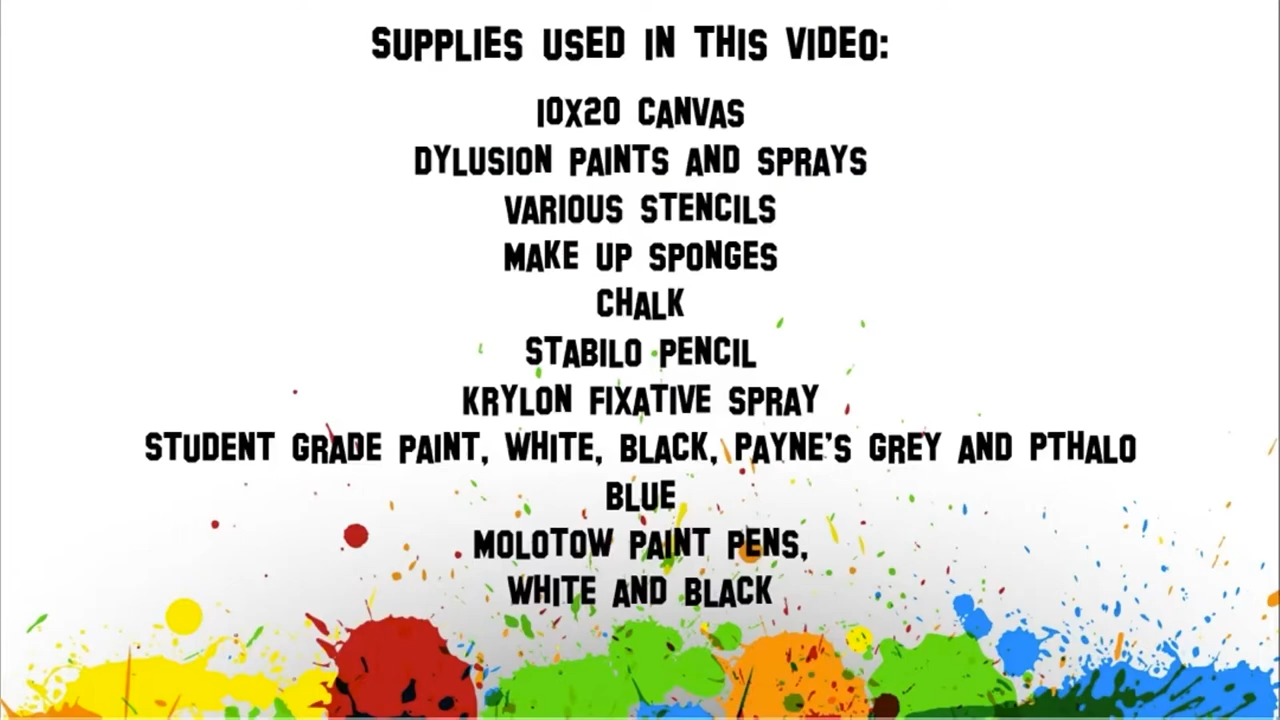 SUPPLIES USED IN THIS VIDEO:
10X20 CANVAS
DYLUSION PAINTS AND SPRAYS
VARIOUS STENCILS
MAKE UP SPONGES
CHALK
STABILO PENCIL
KRYLON FIXATIVE SPRAY
STUDENT GRADE PAINT, WHITE, BLACK, PAYNE'S GREY AND PTHALO
BLUE
MOLOTOW PAINT PENS,
WHITE AND BLACK